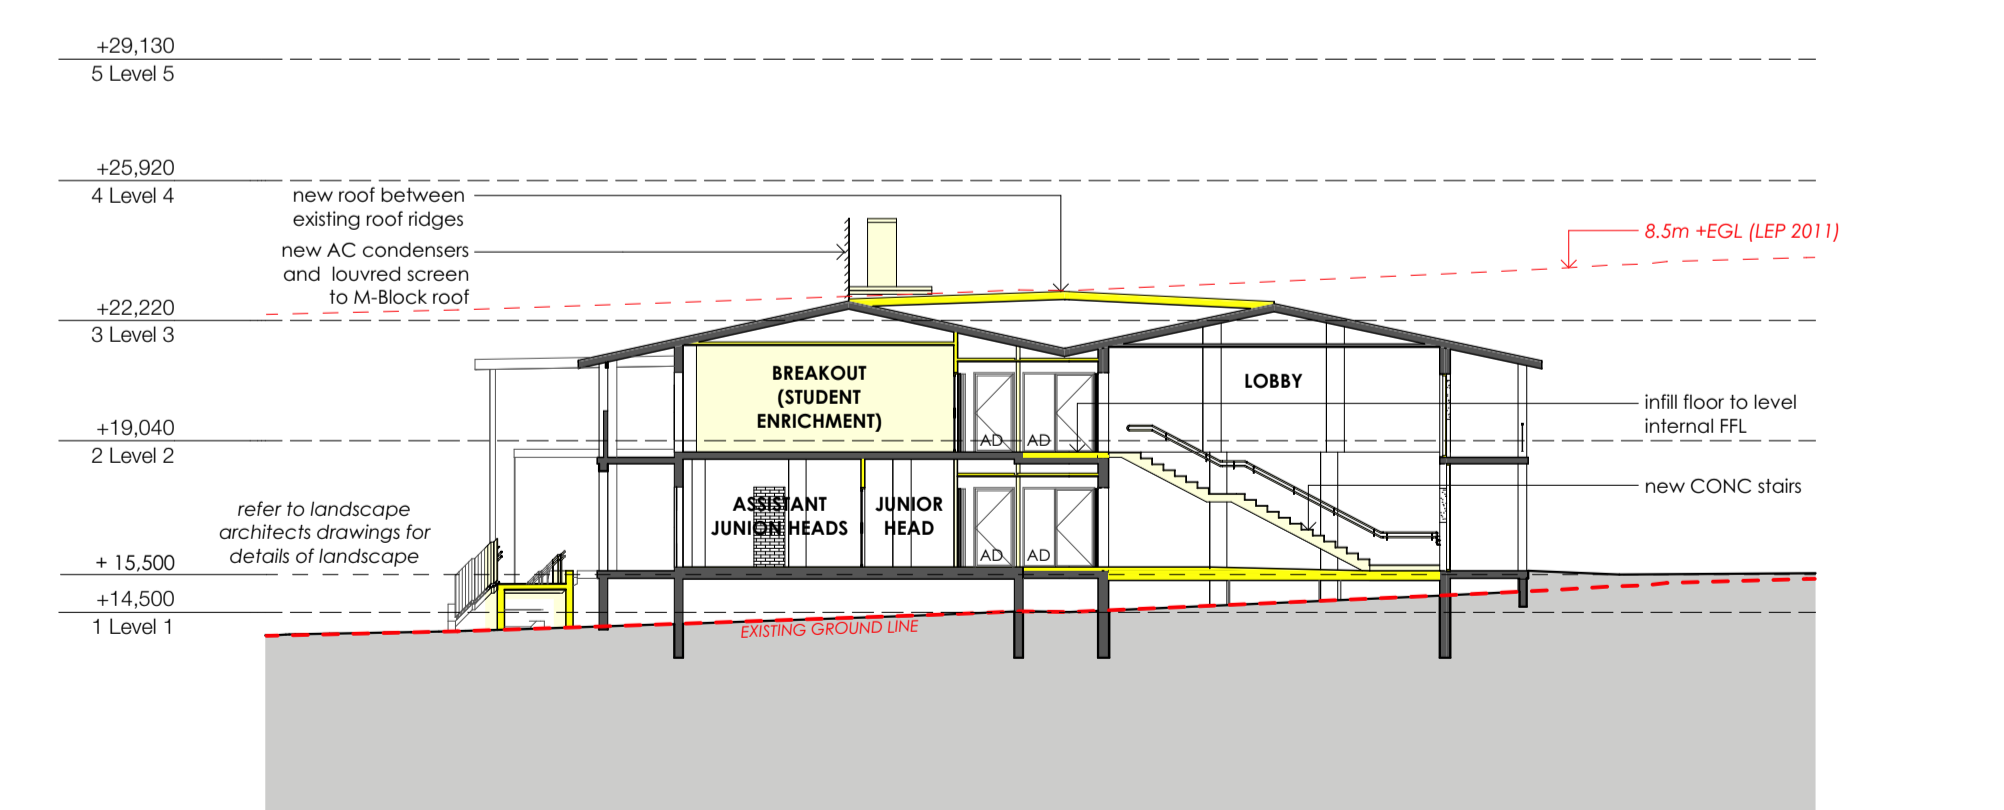 +29,130
5 Level 5
+25,920
4 Level 4
new roof between
existing roof ridges
new AC condensers
and louvred screen
to M-Block roof
8.5m +EGL (LEP 2011)
+22,220
3 Level 3
BREAKOUT
(STUDENT
ENRICHMENT)
LOBBY
infill floor to level
internal FFL
+19,040
2 Level 2
AD
AD
new CONC stairs
ASSISTANT
JUNION HEADS
JUNIOR
HEAD
refer to landscape
architects drawings for
details of landscape
AD
AD
+ 15,500
+14,500
1 Level 1
EXISTING GROUND LINE